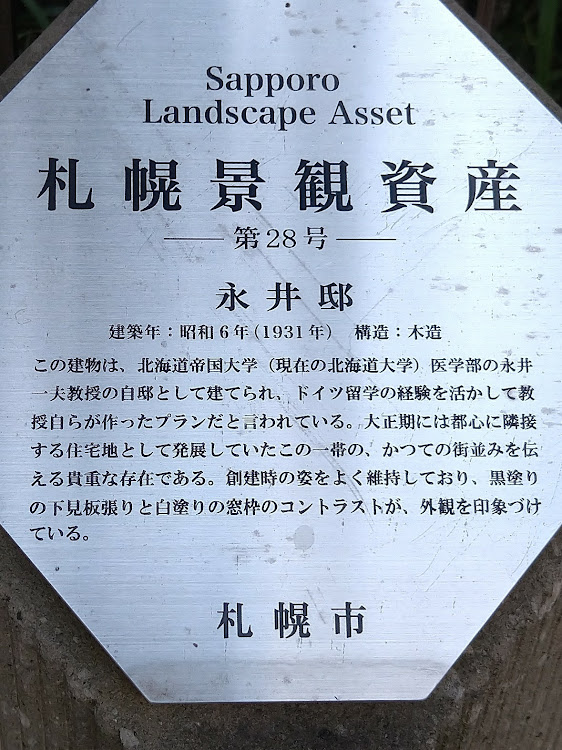 Sapporo
Landscape Asset
札幌景観資産
第28号
永井邸
建築年：昭和6年(1931年)　構造：木造
この建物は、北海道帝国大学（現在の北海道大学）医学部の永井
一夫教授の自邸として建てられ、ドイツ留学の経験を活かして教
授自らが作ったプランだと言われている。大正期には都心に隣接
する住宅地として発展していたこの一帯の、かつての街並みを伝
える貴重な存在である。創建時の姿をよく維持しており、黒塗り
の下見板張りと白塗りの窓枠のコントラストが、外観を印象づけ
ている。
札幌市